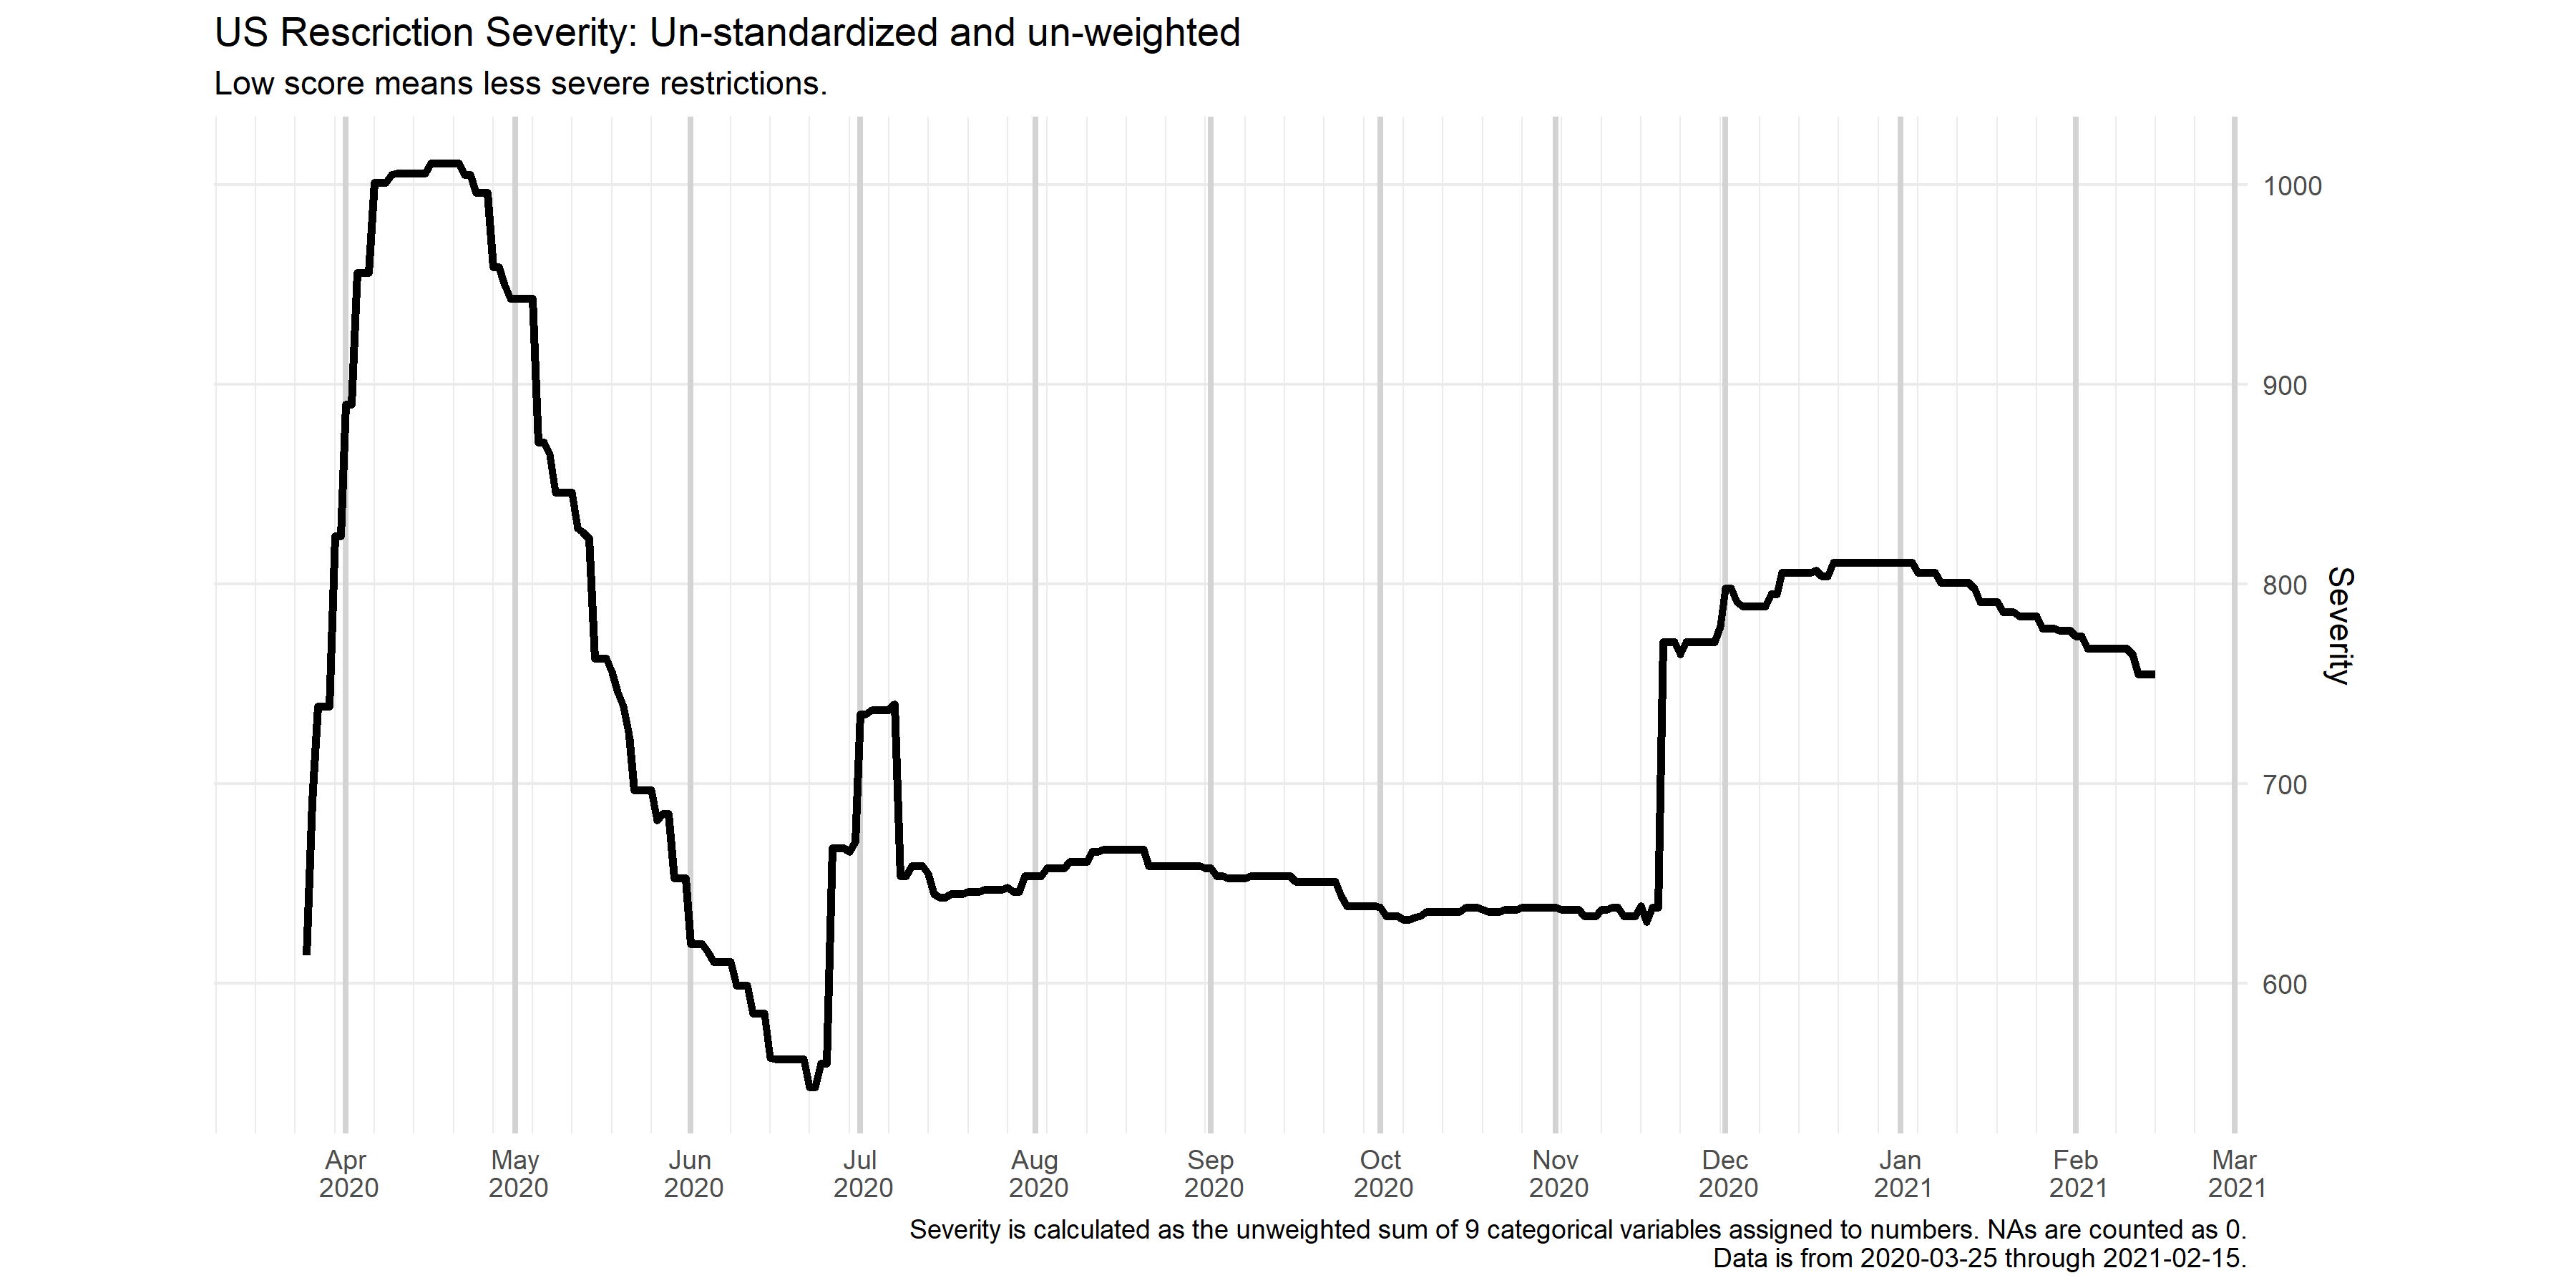 US Rescriction Severity: Un-standardized and un-weighted
Low score means less severe restrictions.
1000
900
800
700
600
Severity
Apr 2020
May 2020
Jun 2020
Jul 2020
Aug 2020
Sep 2020
Oct 2020
Nov 2020
Dec 2020
Jan 2021
Feb 2021
Mar 2021
Severity is calculated as the unweighted sum of 9 categorical variables assigned to numbers. NAs are counted as 0.
Data is from 2020-03-25 through 2021-02-15.